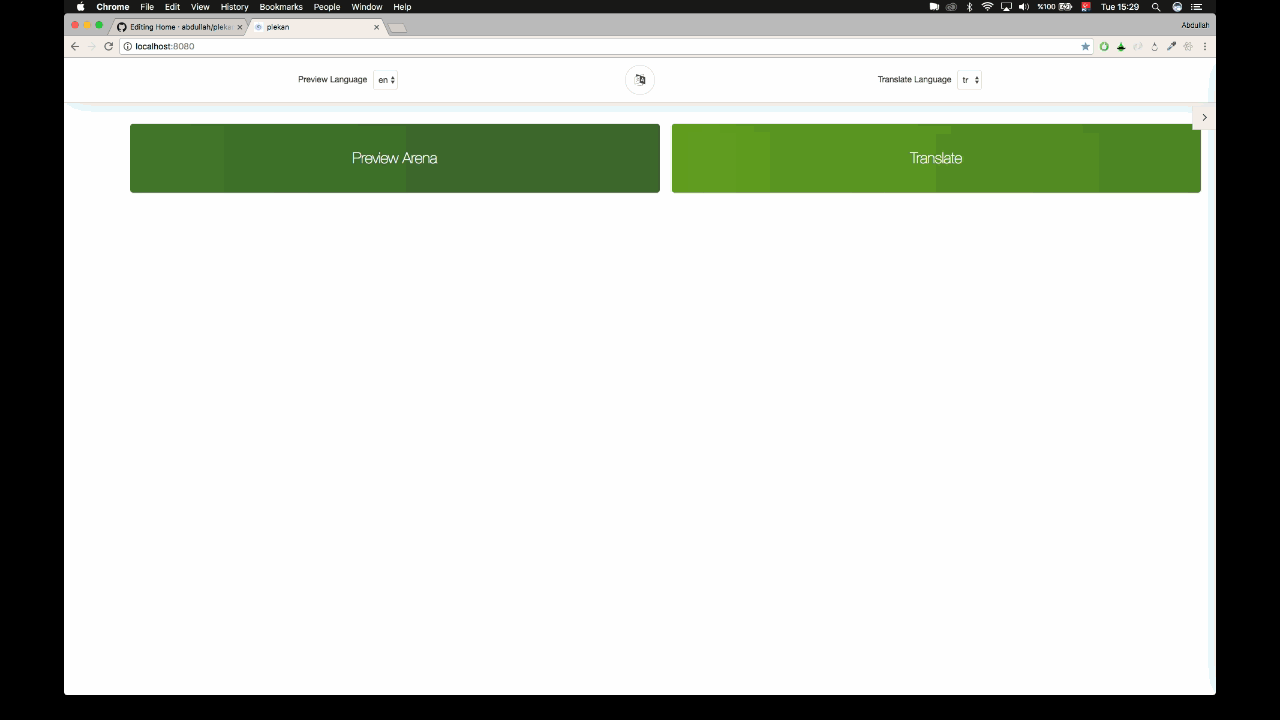 Chrome File Edit View History Bookmarks People Window Help %100 Tue 15:29
Editing Home · abdullah/pleka plekan Abdullah
localhost:8080
Preview Language en Translate Language tr
Preview Arena Translate